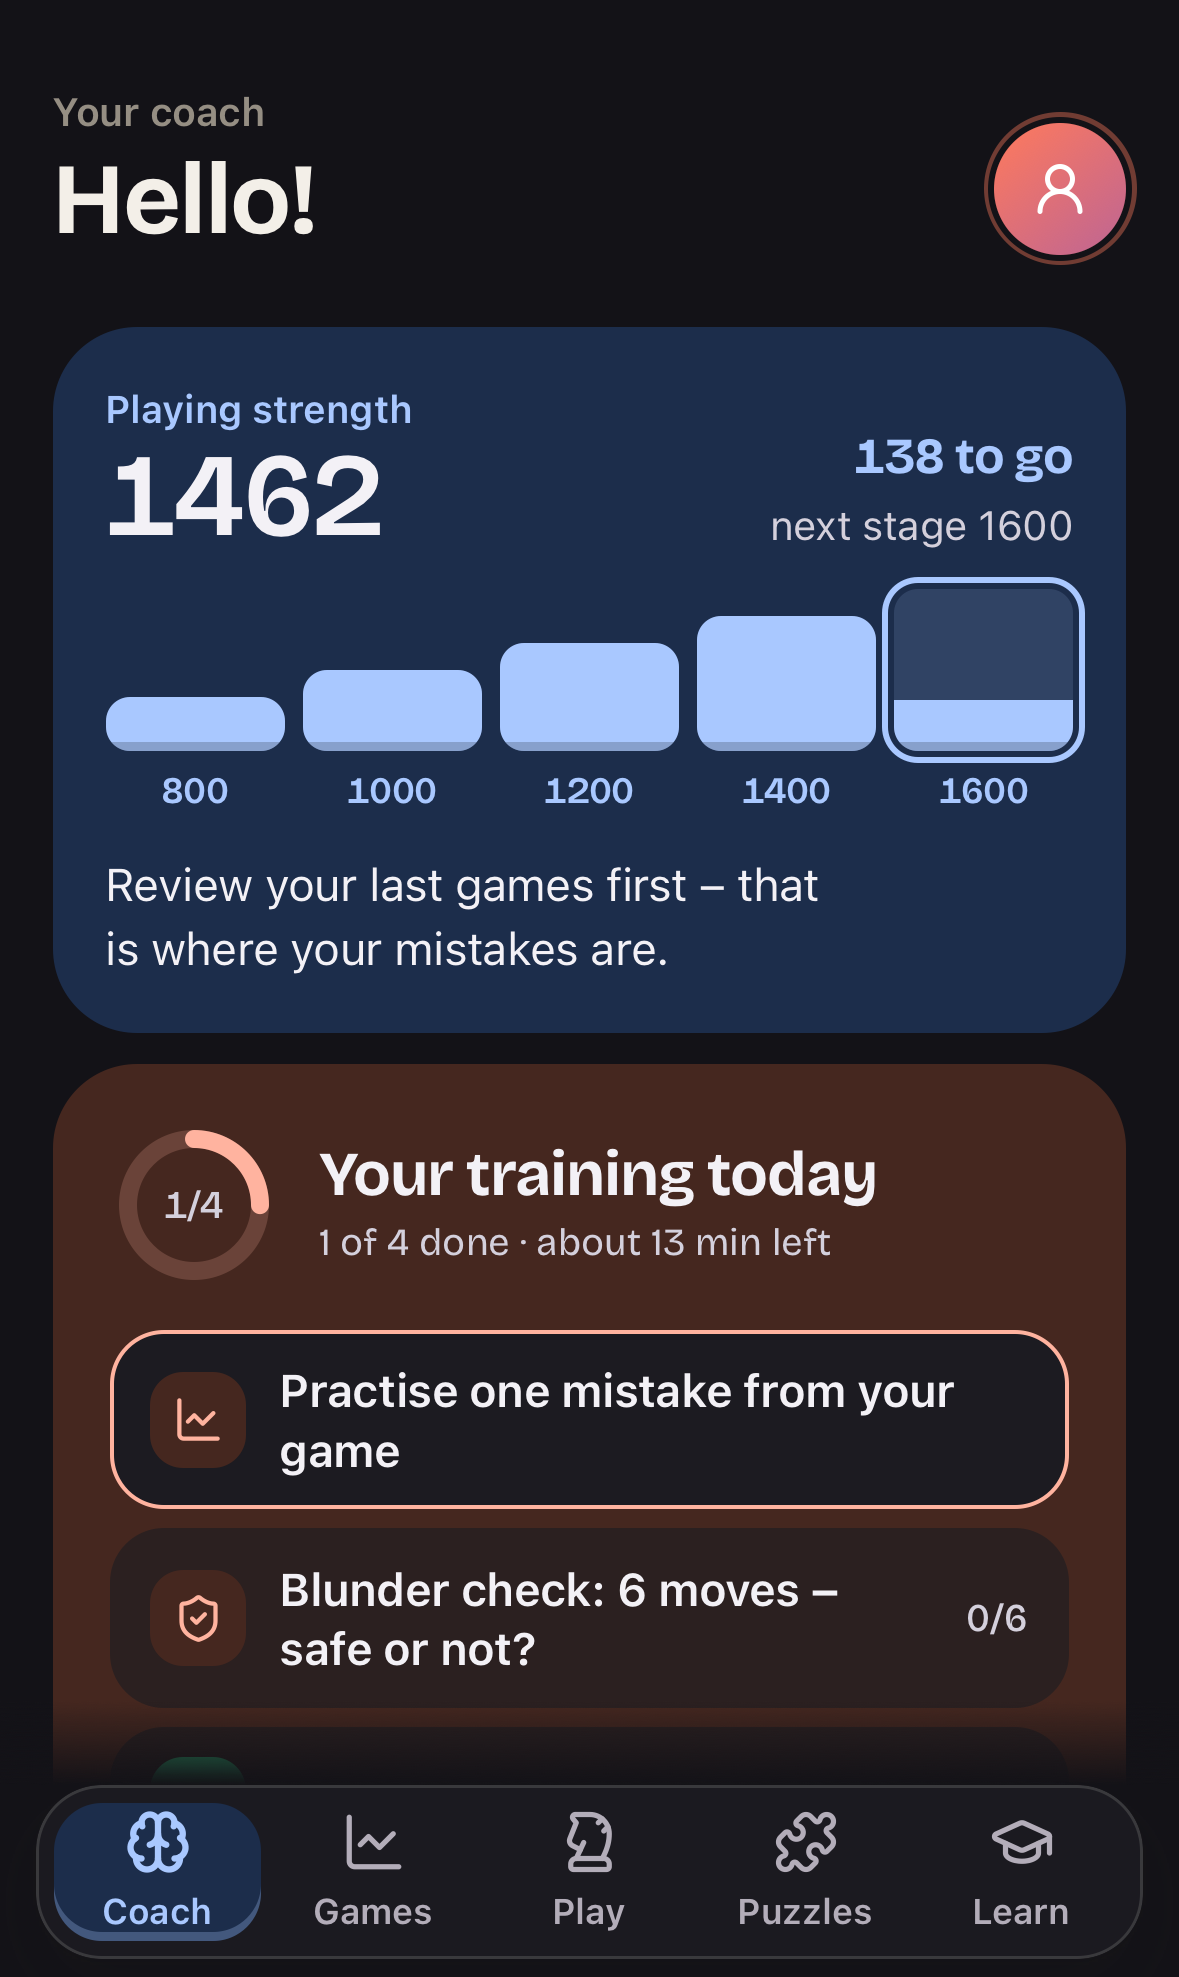 Your coach
Hello!
Playing strength
1462
138 to go
next stage 1600
800 1000 1200 1400 1600
Review your last games first – that
is where your mistakes are.
1/4
Your training today
1 of 4 done · about 13 min left
Practise one mistake from your
game
Blunder check: 6 moves –
safe or not?
0/6
Coach Games Play Puzzles Learn